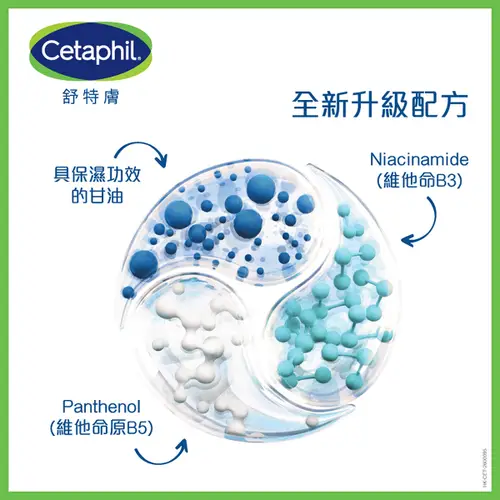 Cetaphil®
舒特膚
全新升級配方
具保濕功效
的甘油
Niacinamide
(維他命B3)
Panthenol
(維他命原B5)